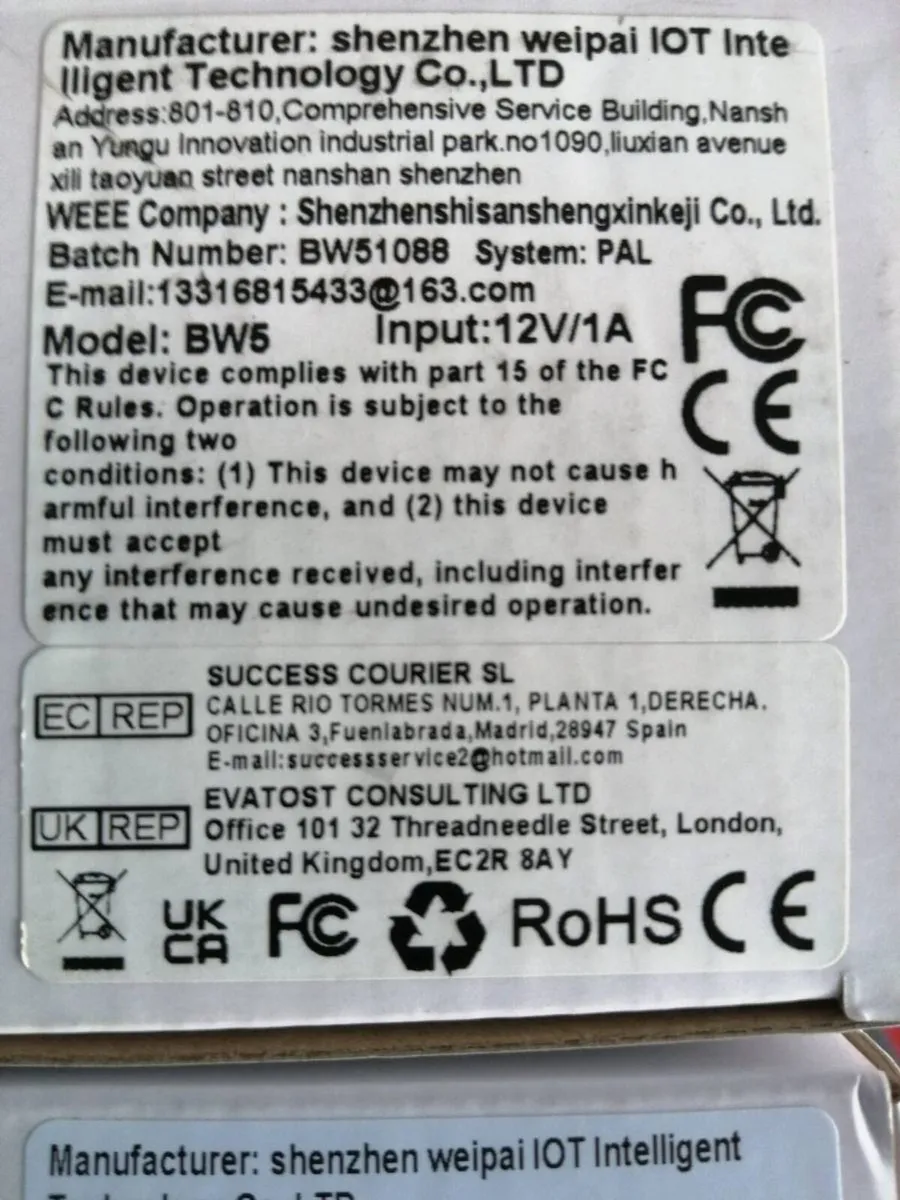 Manufacturer: shenzhen weipai IOT Inte
lligent Technology Co.,LTD
Address:801-810,Comprehensive Service Building,Nansh
an Yungu Innovation industrial park.no1090,liuxian avenue
xili taoyuan street nanshan shenzhen
WEEE Company : Shenzhenshisanshengxinkeji Co., Ltd.
Batch Number: BW51088 System: PAL
E-mail:13316815433@163.com
Model: BW5 Input:12V/1A
FC
This device complies with part 15 of the FC
C Rules. Operation is subject to the
CE
following two
conditions: (1) This device may not cause h
armful interference, and (2) this device
must accept
any interference received, including interfer
ence that may cause undesired operation.
SUCCESS COURIER SL
EC REP
CALLE RIO TORMES NUM.1, PLANTA 1,DERECHA.
OFICINA 3,Fuenlabrada,Madrid,28947 Spain
E-mail:successservice2@hotmail.com
EVATOST CONSULTING LTD
UK REP
Office 101 32 Threadneedle Street, London,
United Kingdom,EC2R 8AY
UK
CA
FC
RoHS
CE
Manufacturer: shenzhen weipai IOT Intelligent